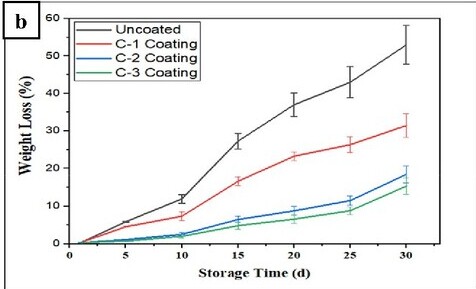 b
60
50
40
30
20
10
0
Weight Loss (%)
Uncoated
C-1 Coating
C-2 Coating
C-3 Coating
0 5 10 15 20 25 30
Storage Time (d)